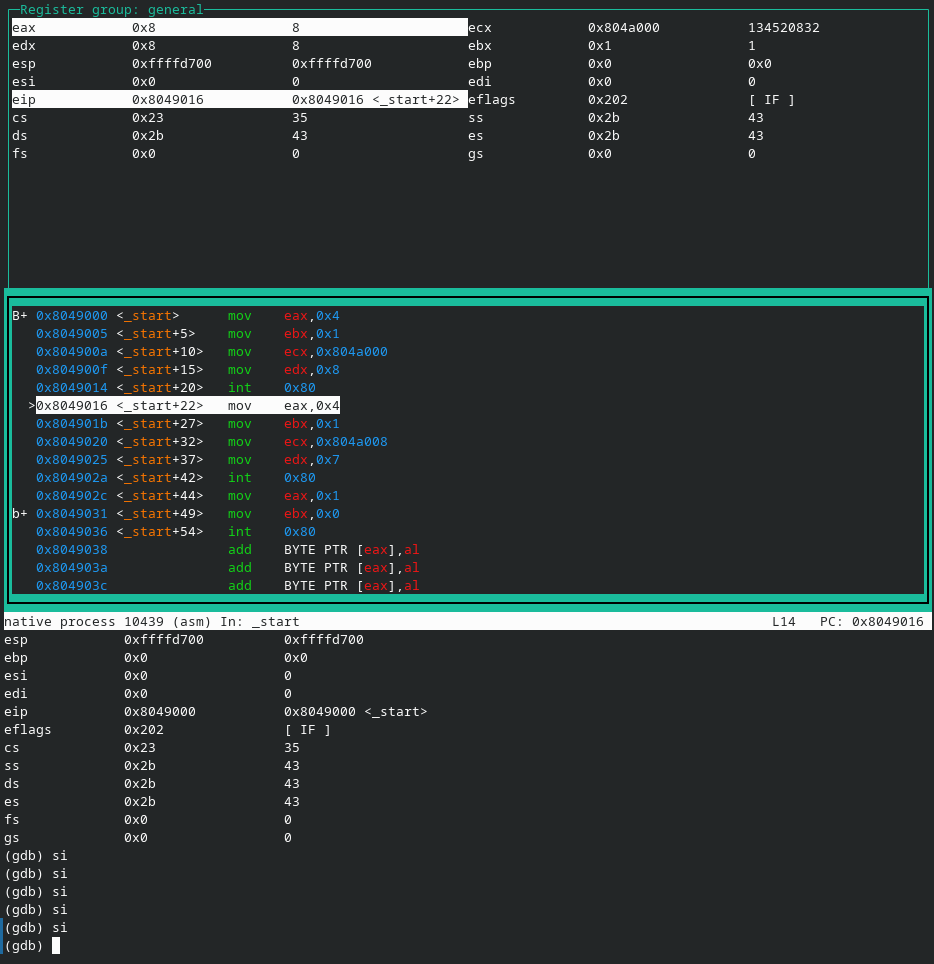 Register group: general
eax 0x8 8 ecx 0x804a000 134520832
edx 0x8 8 ebx 0x1 1
esp 0xffffd700 0xffffd700 ebp 0x0 0x0
esi 0x0 0 edi 0x0 0
eip 0x8049016 0x8049016 <_start+22> eflags 0x202 [ IF ]
cs 0x23 35 ss 0x2b 43
ds 0x2b 43 es 0x2b 43
fs 0x0 0 gs 0x0 0
B+ 0x8049000 <_start> mov eax,0x4
0x8049005 <_start+5> mov ebx,0x1
0x804900a <_start+10> mov ecx,0x804a000
0x804900f <_start+15> mov edx,0x8
0x8049014 <_start+20> int 0x80
>0x8049016 <_start+22> mov eax,0x4
0x804901b <_start+27> mov ebx,0x1
0x8049020 <_start+32> mov ecx,0x804a008
0x8049025 <_start+37> mov edx,0x7
0x804902a <_start+42> int 0x80
0x804902c <_start+44> mov eax,0x1
b+ 0x8049031 <_start+49> mov ebx,0x0
0x8049036 <_start+54> int 0x80
0x8049038 add BYTE PTR [eax],al
0x804903a add BYTE PTR [eax],al
0x804903c add BYTE PTR [eax],al
native process 10439 (asm) In: _start L14 PC: 0x8049016
esp 0xffffd700 0xffffd700
ebp 0x0 0x0
esi 0x0 0
edi 0x0 0
eip 0x8049000 0x8049000 <_start>
eflags 0x202 [ IF ]
cs 0x23 35
ss 0x2b 43
ds 0x2b 43
es 0x2b 43
fs 0x0 0
gs 0x0 0
(gdb) si
(gdb) si
(gdb) si
(gdb) si
(gdb) si
(gdb)